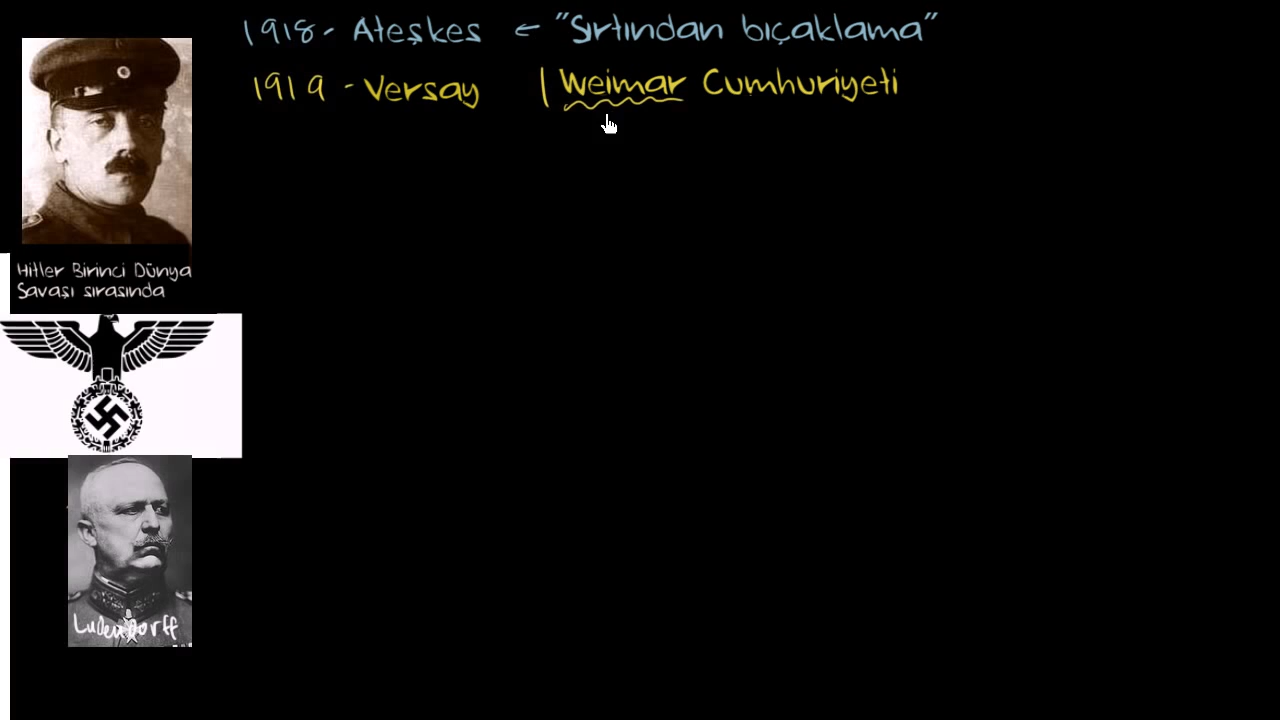 1918- Ateşkes ← "Sırtından bıçaklama"
1919 - Versay | Weimar Cumhuriyeti
Hitler Birinci Dünya
Savaşı sırasında
Ludendorff